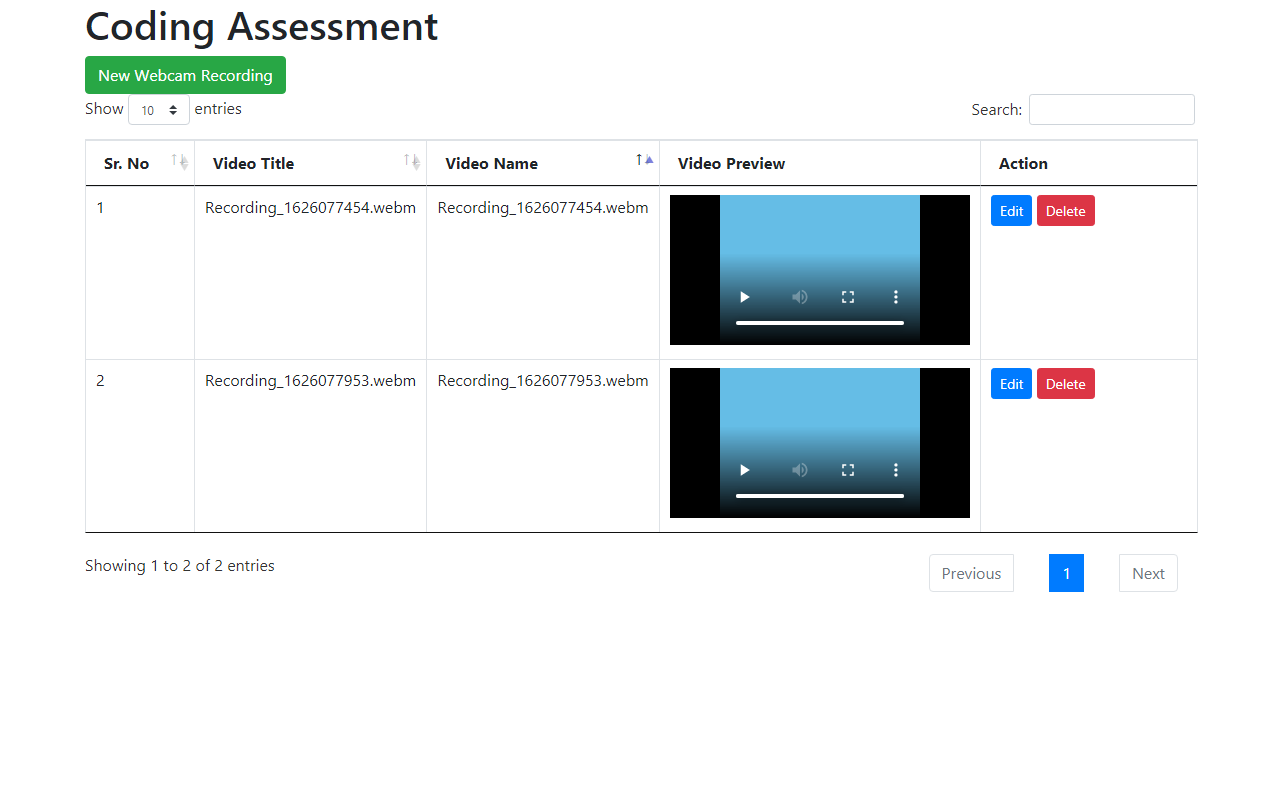 Coding Assessment
New Webcam Recording
Show 10 entries Search:
Sr. No Video Title Video Name Video Preview Action
1 Recording_1626077454.webm Recording_1626077454.webm Edit Delete
2 Recording_1626077953.webm Recording_1626077953.webm Edit Delete
Showing 1 to 2 of 2 entries Previous 1 Next